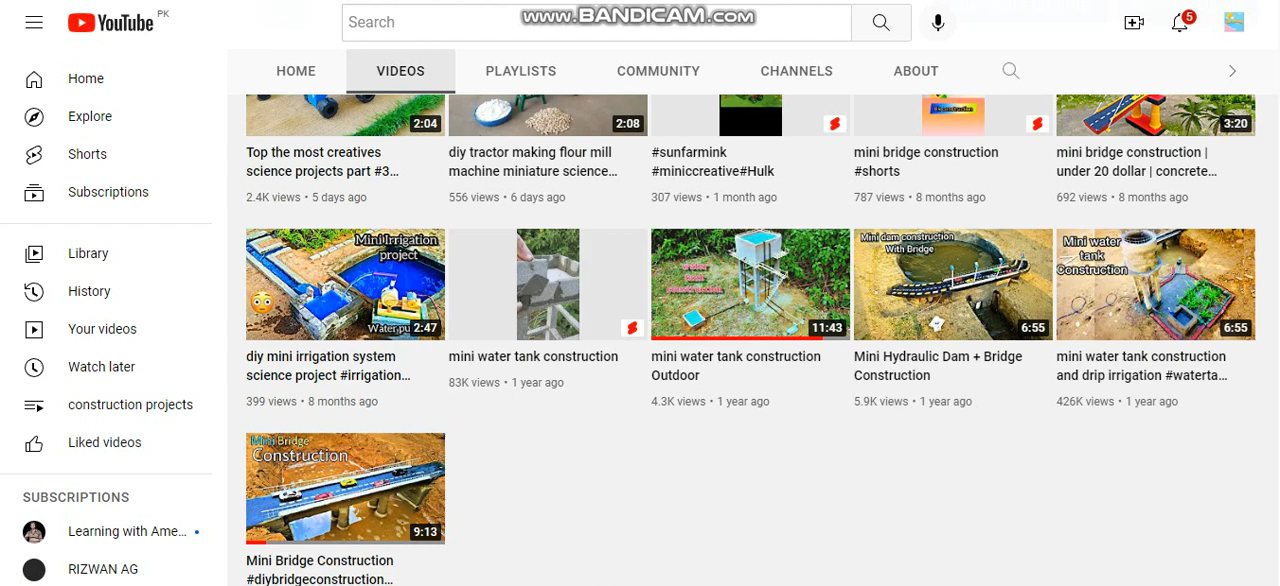 YouTube PK
Search
WWW.BANDICAM.COM
5
HOME
VIDEOS
PLAYLISTS
COMMUNITY
CHANNELS
ABOUT
Home
Explore
Shorts
Subscriptions
Library
History
Your videos
Watch later
construction projects
Liked videos
SUBSCRIPTIONS
Learning with Ame...
RIZWAN AG
2:04
Top the most creatives
science projects part #3...
2.4K views • 5 days ago
2:08
diy tractor making flour mill
machine miniature science...
556 views • 6 days ago
#sunfarmink
#miniccreative#Hulk
307 views • 1 month ago
mini bridge construction
#shorts
787 views • 8 months ago
3:20
mini bridge construction |
under 20 dollar | concrete...
692 views • 8 months ago
Mini Irrigation
project
Water pu
2:47
diy mini irrigation system
science project #irrigation...
399 views • 8 months ago
mini water tank construction
83K views • 1 year ago
water
tank
construction
11:43
mini water tank construction
Outdoor
4.3K views • 1 year ago
Mini dam construction
With Bridge
6:55
Mini Hydraulic Dam + Bridge
Construction
5.9K views • 1 year ago
Mini water
tank
Construction
6:55
mini water tank construction
and drip irrigation #waterta...
426K views • 1 year ago
Mini Bridge
Construction
9:13
Mini Bridge Construction
#diybridgeconstruction...